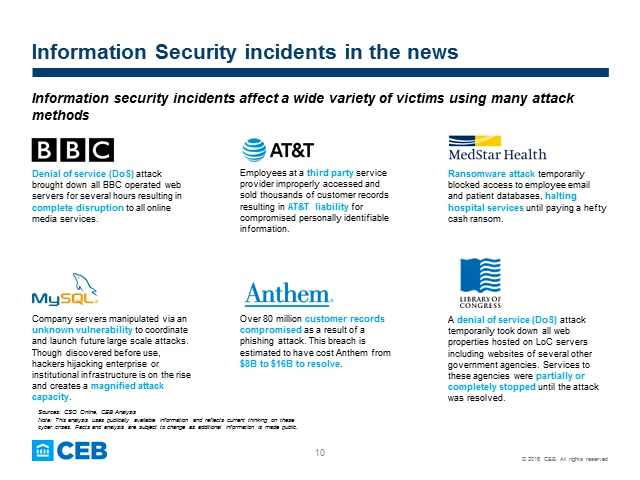 Information Security incidents in the news
Information security incidents affect a wide variety of victims using many attack
methods
BBC
Denial of service (DoS) attack
brought down all BBC operated web
servers for several hours resulting in
complete disruption to all online
media services.
AT&T
Employees at a third party service
provider improperly accessed and
sold thousands of customer records
resulting in AT&T liability for
compromised personally identifiable
information.
MedStar Health
Ransomware attack temporarily
blocked access to employee email
and patient databases, halting
hospital services until paying a hefty
cash ransom.
MySQL
Company servers manipulated via an
unknown vulnerability to coordinate
and launch future large scale attacks.
Though discovered before use,
hackers hijacking enterprise or
institutional infrastructure is on the rise
and creates a magnified attack
capacity.
Anthem
Over 80 million customer records
compromised as a result of a
phishing attack. This breach is
estimated to have cost Anthem from
$8B to $16B to resolve.
LIBRARY OF
CONGRESS
A denial of service (DoS) attack
temporarily took down all web
properties hosted on LoC servers
including websites of several other
government agencies. Services to
these agencies were partially or
completely stopped until the attack
was resolved.
Sources: CSO Online, CEB Analysis
Note: This analysis uses publically available information and reflects current thinking on these
cyber crises. Facts and analysis are subject to change as additional information is made public.
CEB
10
© 2016 CEB. All rights reserved